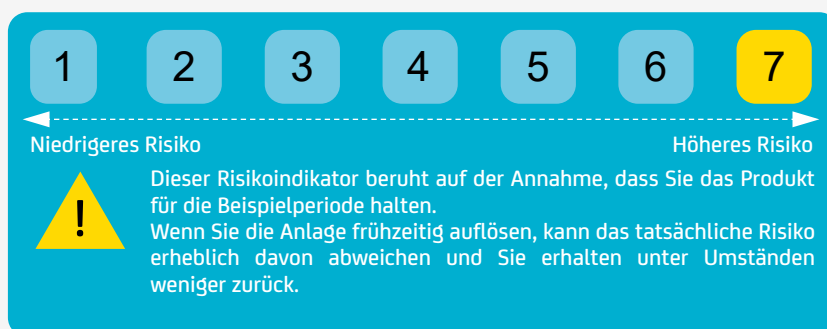 1 2 3 4 5 6 7
Niedrigeres Risiko Höheres Risiko
!
Dieser Risikoindikator beruht auf der Annahme, dass Sie das Produkt
für die Beispielperiode halten.
Wenn Sie die Anlage frühzeitig auflösen, kann das tatsächliche Risiko
erheblich davon abweichen und Sie erhalten unter Umständen
weniger zurück.